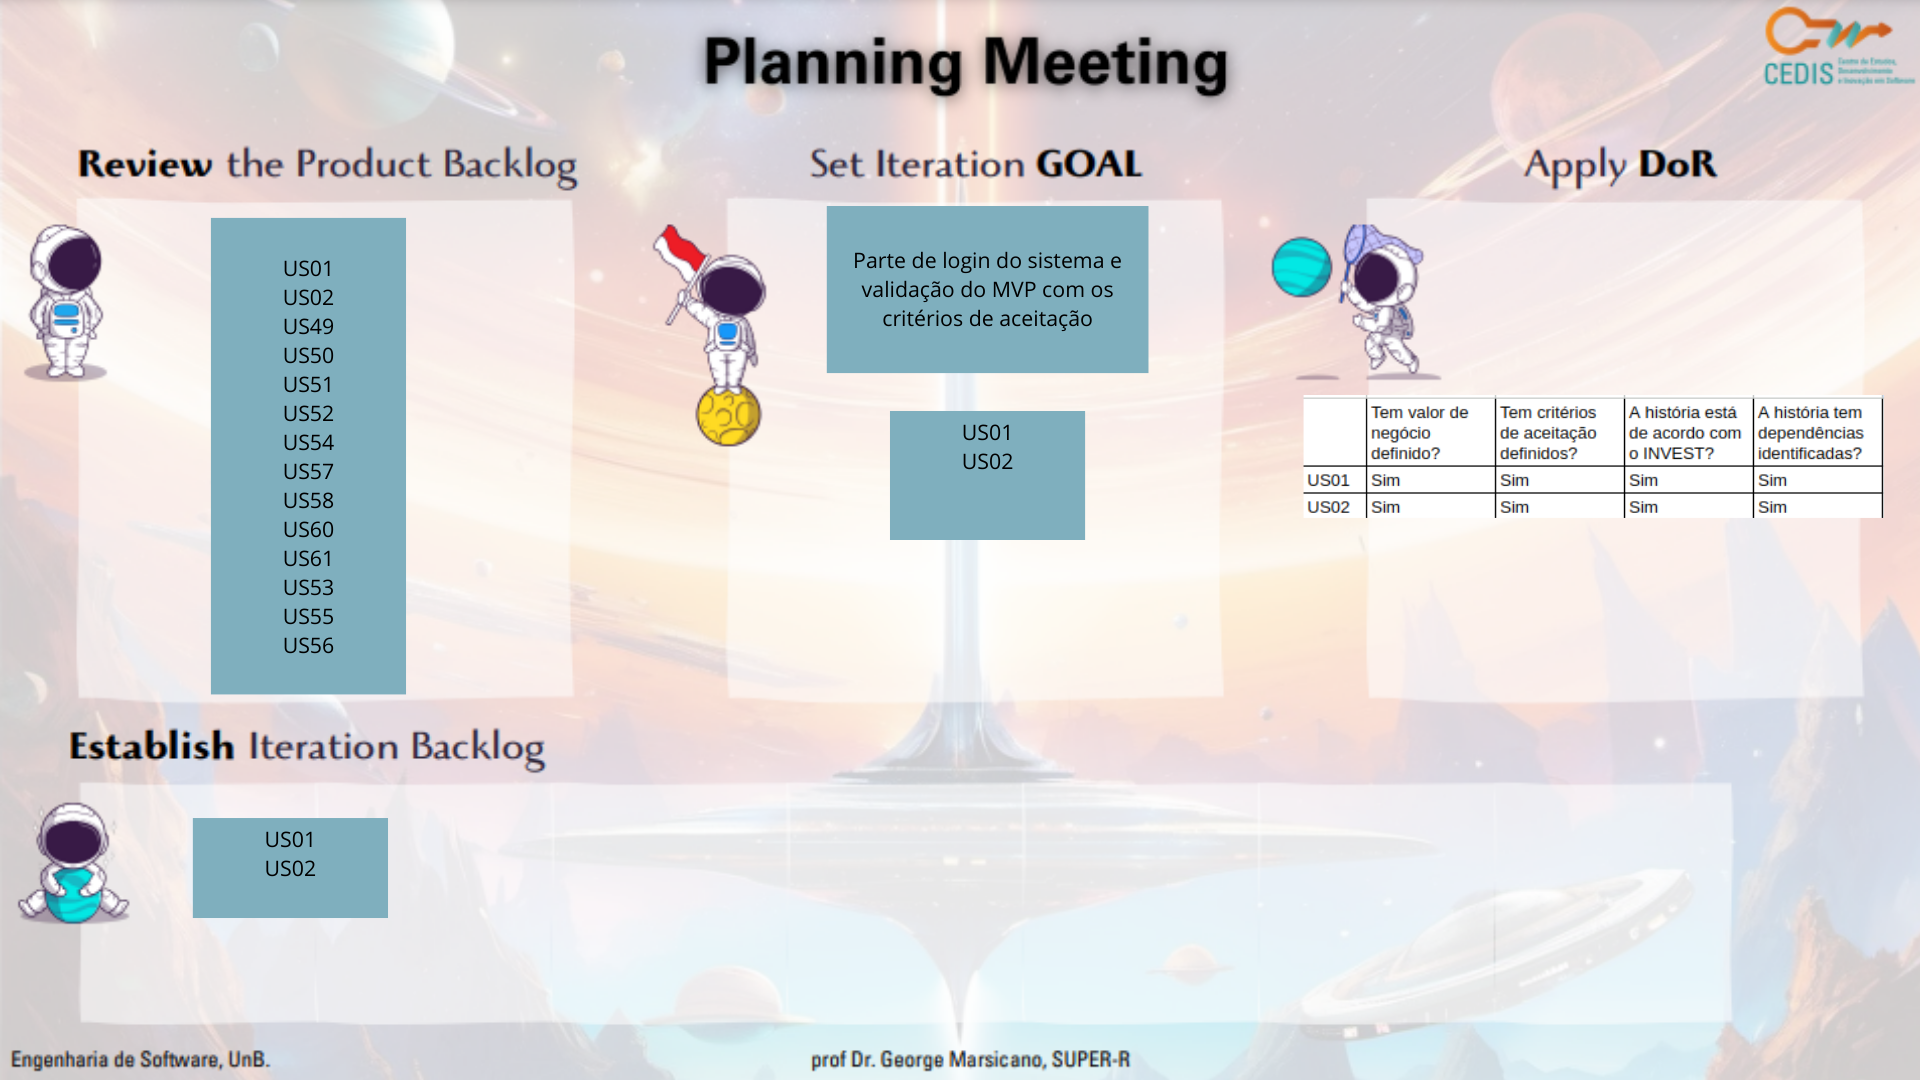 Planning Meeting
CEDIS
Centro de Estudos,
Desenvolvimento
e Inovação em Software
Review the Product Backlog
US01
US02
US49
US50
US51
US52
US54
US57
US58
US60
US61
US53
US55
US56
Set Iteration GOAL
Parte de login do sistema e
validação do MVP com os
critérios de aceitação
US01
US02
Apply DoR
Tem valor de negócio definido? Tem critérios de aceitação definidos? A história está de acordo com o INVEST? A história tem dependências identificadas?
US01 Sim Sim Sim Sim
US02 Sim Sim Sim Sim
Establish Iteration Backlog
US01
US02
Engenharia de Software, UnB.
prof Dr. George Marsicano, SUPER-R